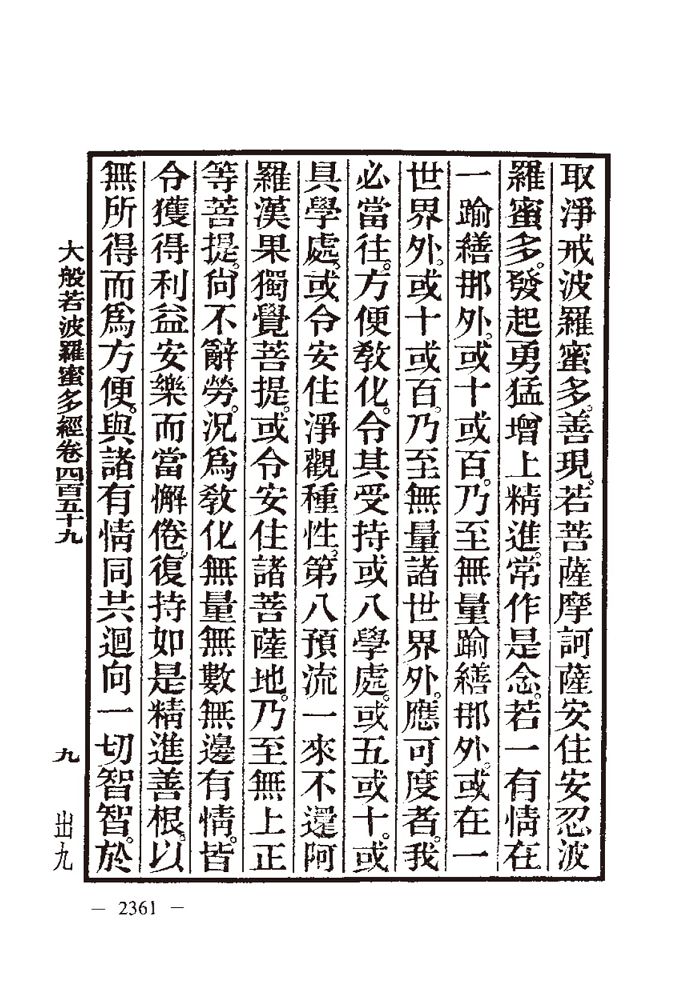 取淨戒波羅蜜多。善現。若菩薩摩訶薩安住安忍波
羅蜜多。發起勇猛增上精進。常作是念。若一有情在
一踰繕那外。或十或百。乃至無量踰繕那外。或在一
世界外。或十或百。乃至無量諸世界外。應可度者。我
必當往。方便敎化。令其受持或八學處。或五或十。或
具學處。或令安住淨觀種性。第八預流一來不還阿
羅漢果獨覺菩提。或令安住諸菩薩地。乃至無上正
等菩提。尙不辭勞。況爲敎化無量無數無邊有情。皆
令獲得利益安樂而當懈倦。復持如是精進善根。以
無所得而爲方便。與諸有情同共迴向一切智智。於
大般若波羅蜜多經卷四百五十九
九
出九
— 2361 —